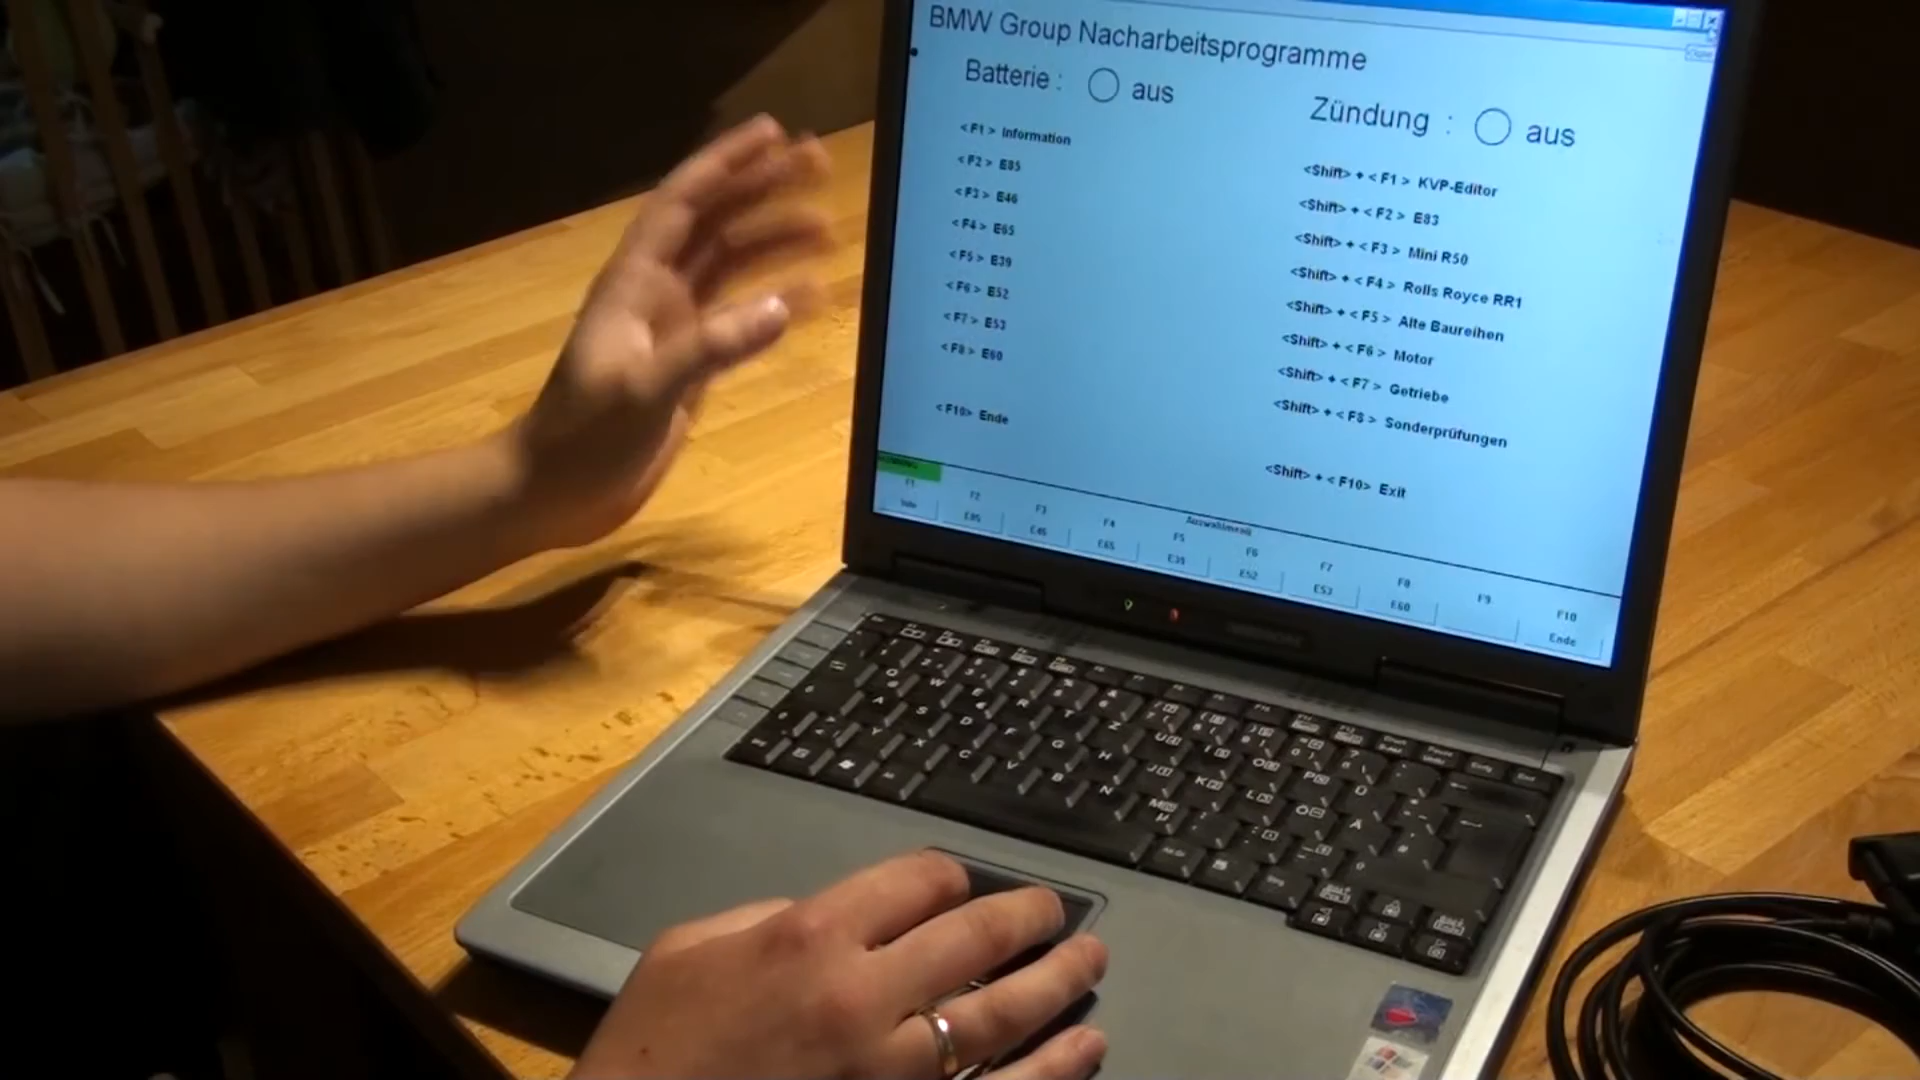 BMW Group Nacharbeitsprogramme
Batterie : aus
Zündung : aus
< F1 > Information
< F2 > E85
< F3 > E46
< F4 > E65
< F5 > E39
< F6 > E52
< F7 > E53
< F8 > E60
< F10> Ende
<Shift> + < F1 > KVP-Editor
<Shift> + < F2 > E83
<Shift> + < F3 > Mini R50
<Shift> + < F4 > Rolls Royce RR1
<Shift> + < F5 > Alte Baureihen
<Shift> + < F6 > Motor
<Shift> + < F7 > Getriebe
<Shift> + < F8 > Sonderprüfungen
<Shift> + < F10> Exit
Auswahlmenü
F1 F2 F3 F4 F5 F6 F7 F8 F9 F10
E85 E46 E65 E39 E52 E53 E60 Ende
Q W E R T Z U I O P Ü
A S D F G H J K L Ö Ä
Y X C V B N M